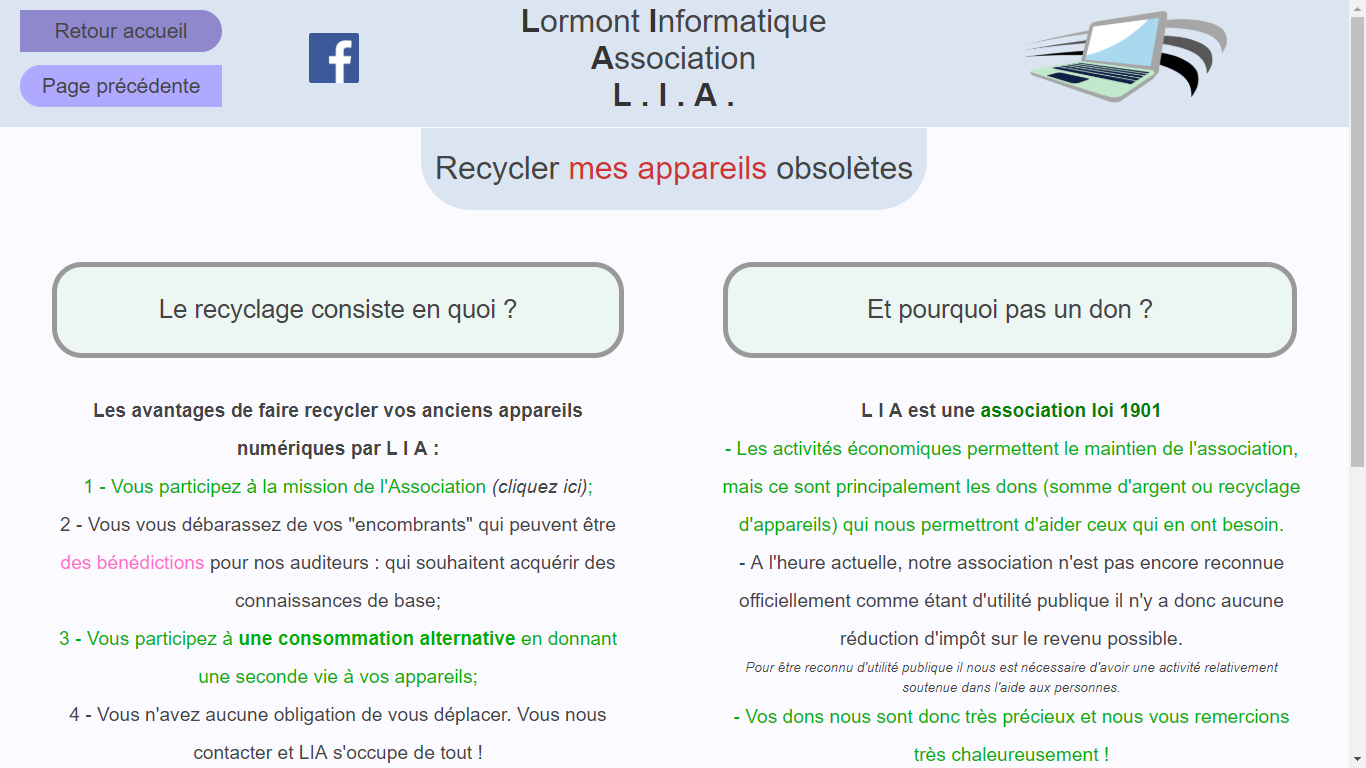 Retour accueil
Page précédente
Lormont Informatique
Association
L . I . A .
Recycler mes appareils obsolètes
Le recyclage consiste en quoi ?
Les avantages de faire recycler vos anciens appareils
numériques par L I A :
1 - Vous participez à la mission de l'Association (cliquez ici);
2 - Vous vous débarassez de vos "encombrants" qui peuvent être
des bénédictions pour nos auditeurs : qui souhaitent acquérir des
connaissances de base;
3 - Vous participez à une consommation alternative en donnant
une seconde vie à vos appareils;
4 - Vous n'avez aucune obligation de vous déplacer. Vous nous
contacter et LIA s'occupe de tout !
Et pourquoi pas un don ?
L I A est une association loi 1901
- Les activités économiques permettent le maintien de l'association,
mais ce sont principalement les dons (somme d'argent ou recyclage
d'appareils) qui nous permettront d'aider ceux qui en ont besoin.
- A l'heure actuelle, notre association n'est pas encore reconnue
officiellement comme étant d'utilité publique il n'y a donc aucune
réduction d'impôt sur le revenu possible.
Pour être reconnu d'utilité publique il nous est nécessaire d'avoir une activité relativement
soutenue dans l'aide aux personnes.
- Vos dons nous sont donc très précieux et nous vous remercions
très chaleureusement !